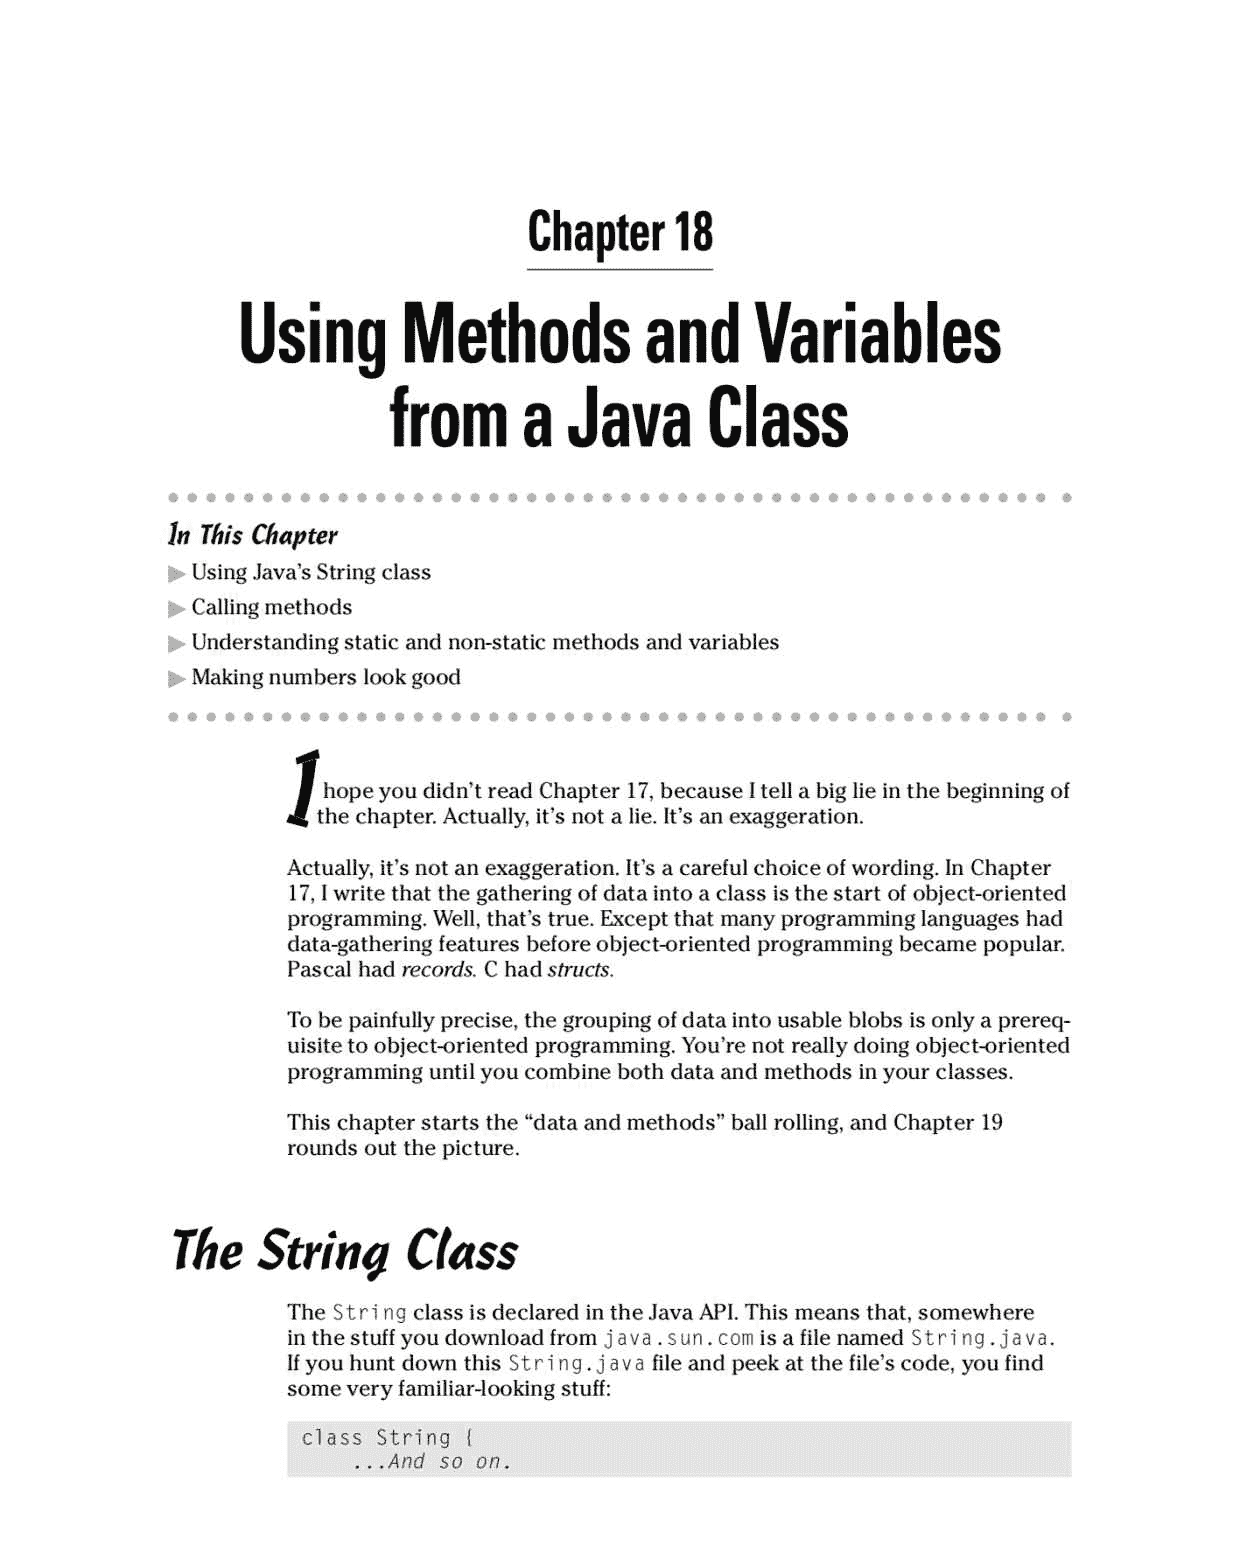 Chapter 18
Using Methods and Variables
from a Java Class
In This Chapter
Using Java's String class
Calling methods
Understanding static and non-static methods and variables
Making numbers look good
I hope you didn't read Chapter 17, because I tell a big lie in the beginning of
the chapter. Actually, it's not a lie. It's an exaggeration.
Actually, it's not an exaggeration. It's a careful choice of wording. In Chapter
17, I write that the gathering of data into a class is the start of object-oriented
programming. Well, that's true. Except that many programming languages had
data-gathering features before object-oriented programming became popular.
Pascal had records. C had structs.
To be painfully precise, the grouping of data into usable blobs is only a prereq-
uisite to object-oriented programming. You're not really doing object-oriented
programming until you combine both data and methods in your classes.
This chapter starts the “data and methods” ball rolling, and Chapter 19
rounds out the picture.
The String Class
The String class is declared in the Java API. This means that, somewhere
in the stuff you download from java.sun.com is a file named String.java.
If you hunt down this String.java file and peek at the file's code, you find
some very familiar-looking stuff:
class String {
...And so on.